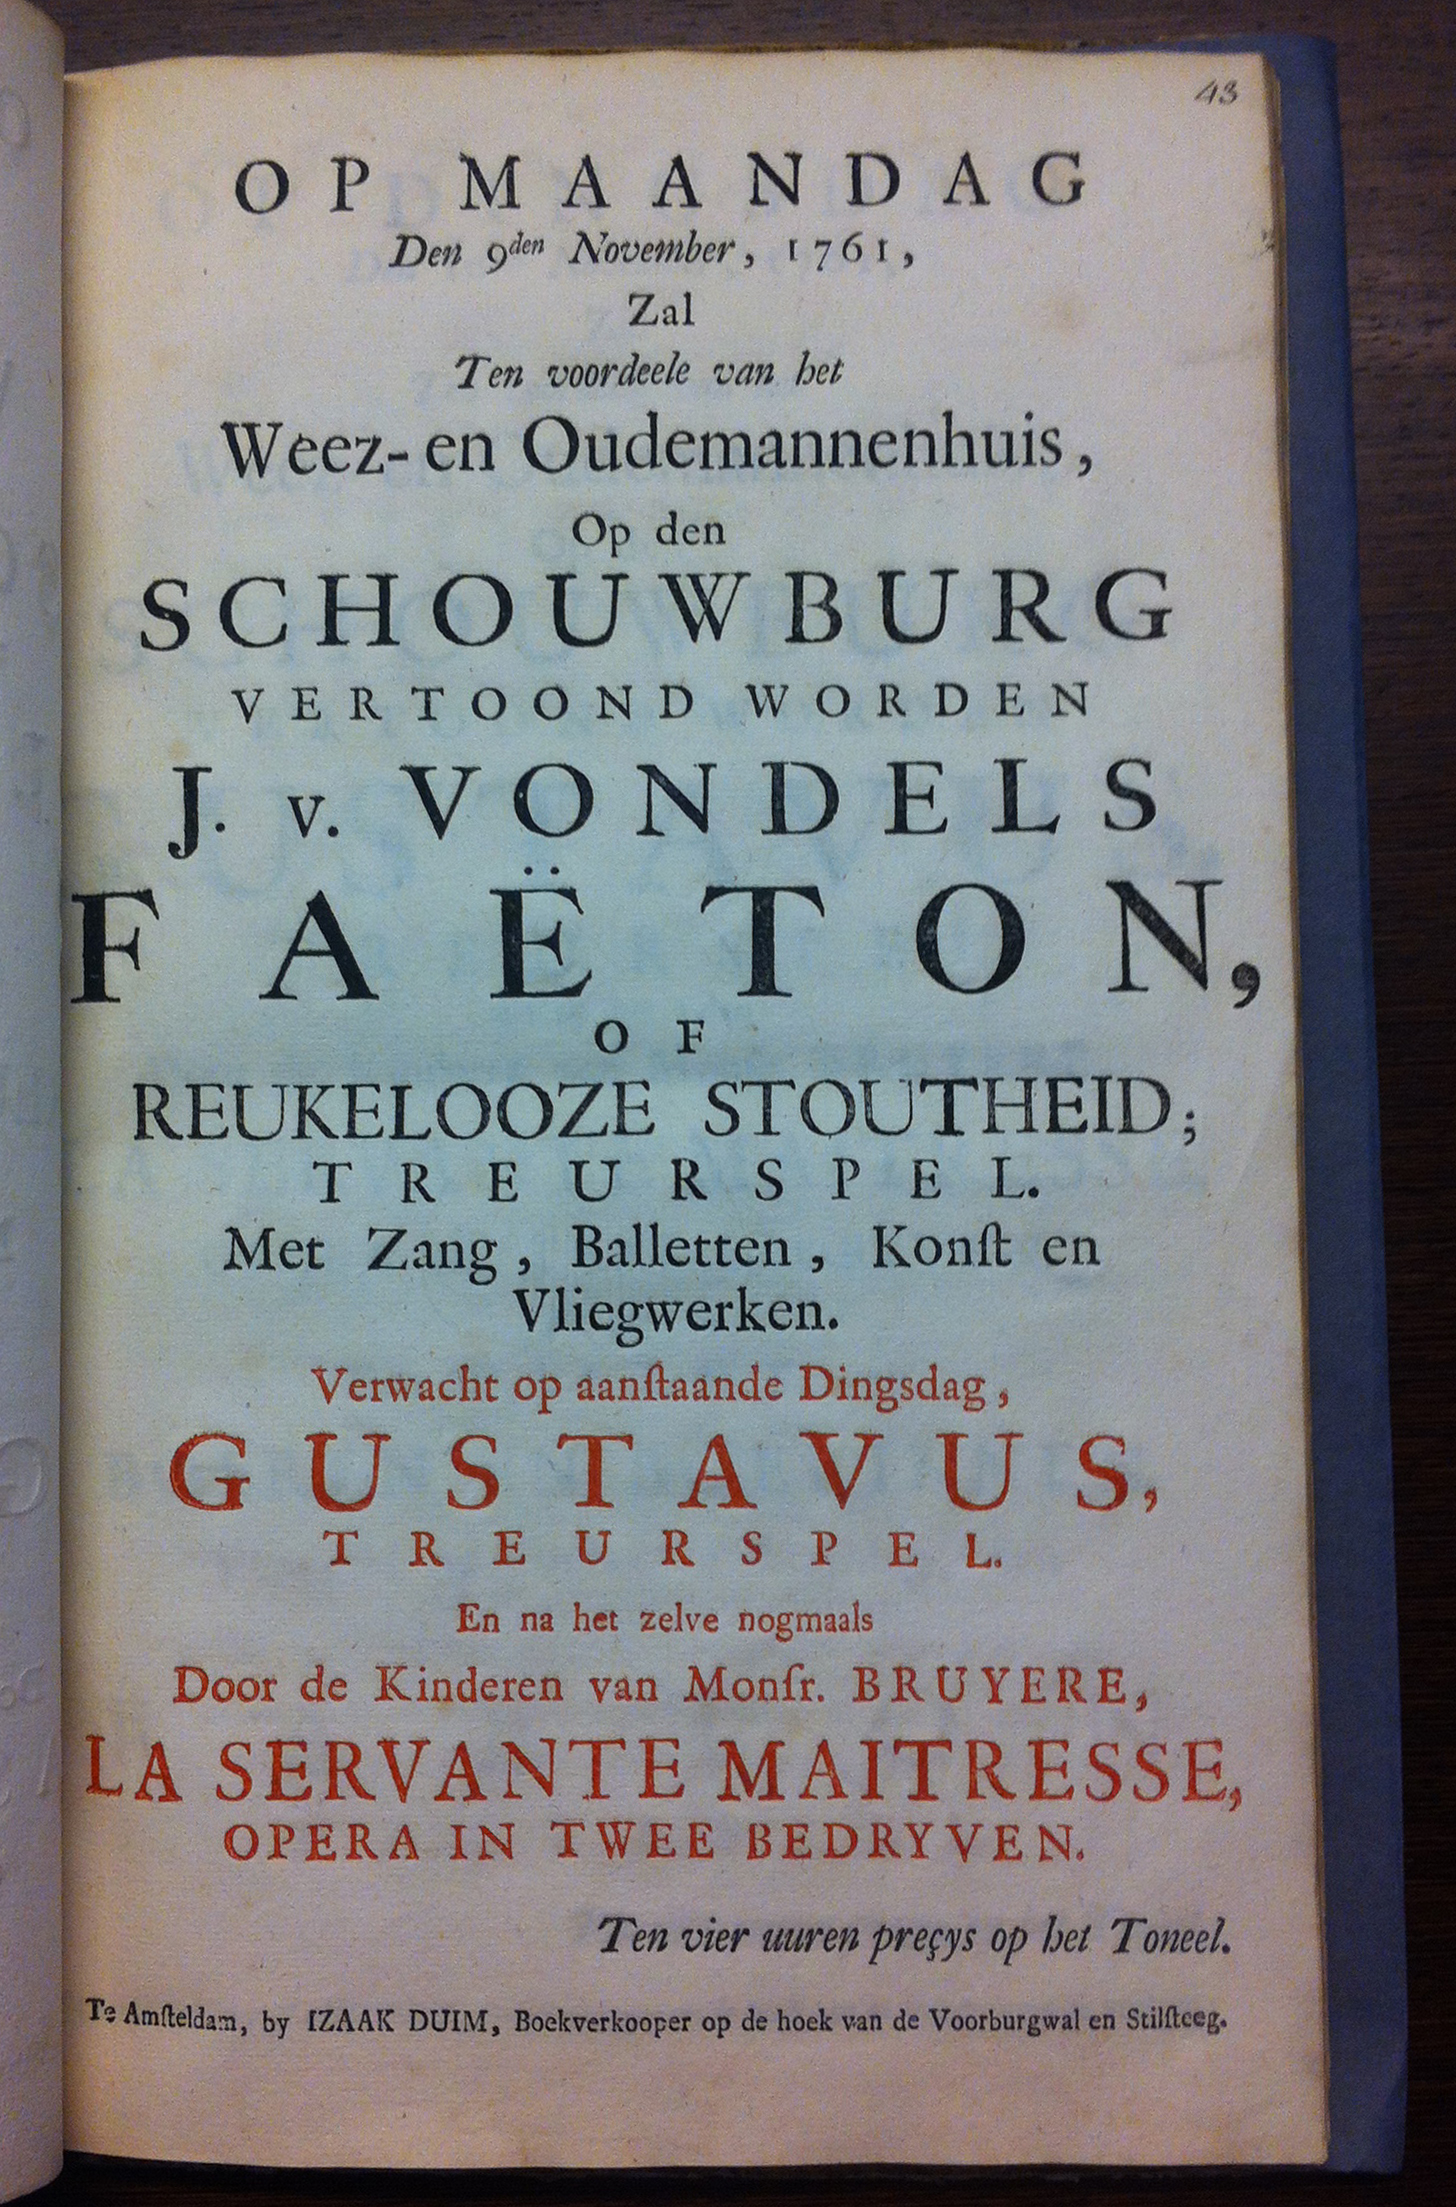 43
OP MAANDAG
Den 9den November, 1761,
Zal
Ten voordeele van het
Weez- en Oudemannenhuis,
Op den
SCHOUWBURG
VERTOOND WORDEN
J. v. VONDELS
FAËTON,
OF
REUKELOOZE STOUTHEID;
TREURSPEL.
Met Zang, Balletten, Konſt en
Vliegwerken.
Verwacht op aanſtaande Dingsdag,
GUSTAVUS,
TREURSPEL.
En na het zelve nogmaals
Door de Kinderen van Monſr. BRUYERE,
LA SERVANTE MAITRESSE,
OPERA IN TWEE BEDRYVEN.
Ten vier uuren preçys op het Toneel.
Te Amſteldam, by IZAAK DUIM, Boekverkooper op de hoek van de Voorburgwal en Stilſteeg.